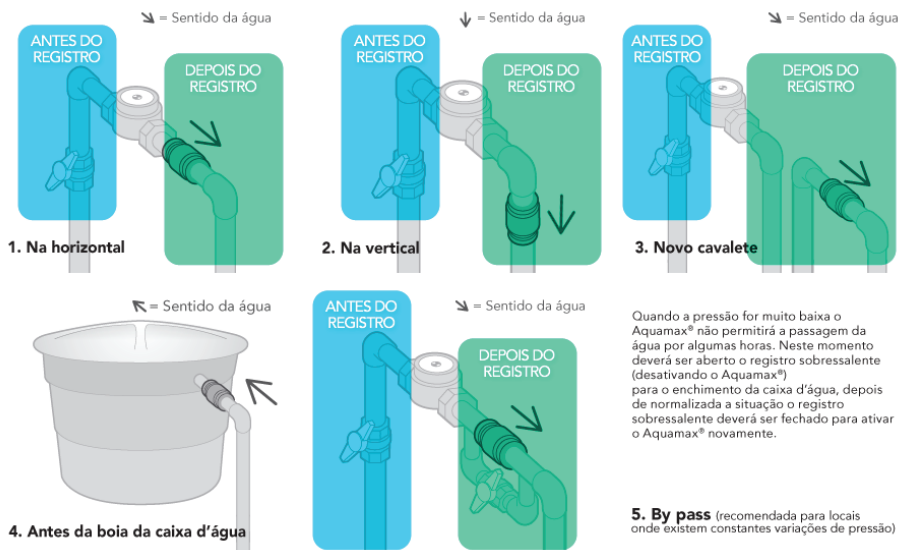 = Sentido da água
ANTES DO
REGISTRO
DEPOIS DO
REGISTRO
1. Na horizontal
= Sentido da água
ANTES DO
REGISTRO
DEPOIS DO
REGISTRO
2. Na vertical
= Sentido da água
ANTES DO
REGISTRO
DEPOIS DO
REGISTRO
3. Novo cavalete
= Sentido da água
4. Antes da boia da caixa d’água
= Sentido da água
ANTES DO
REGISTRO
DEPOIS DO
REGISTRO
Quando a pressão for muito baixa o
Aquamax® não permitirá a passagem da
água por algumas horas. Neste momento
deverá ser aberto o registro sobressalente
(desativando o Aquamax®)
para o enchimento da caixa d’água, depois
de normalizada a situação o registro
sobressalente deverá ser fechado para ativar
o Aquamax® novamente.
5. By pass (recomendada para locais
onde existem constantes variações de pressão)